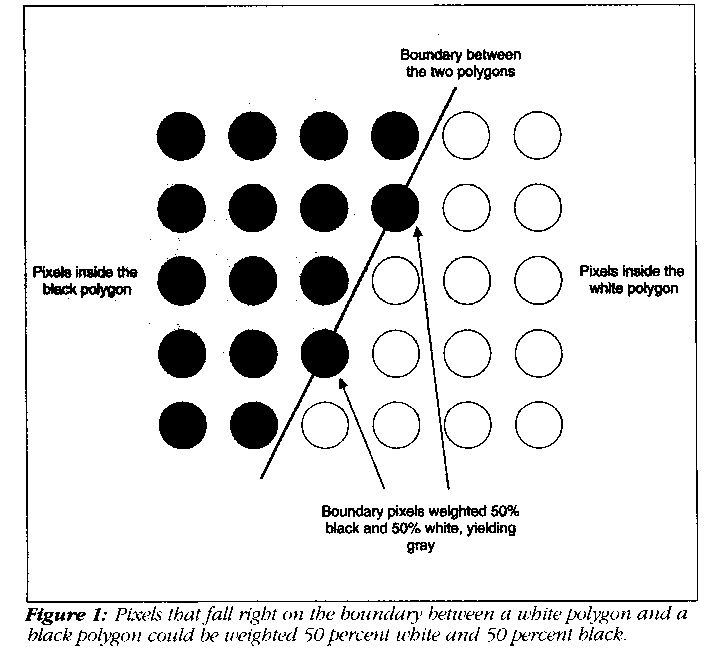 Boundary between
the two polygons
Pixels inside the
black polygon
Pixels inside the
white polygon
Boundary pixels weighted 50%
black and 50% white, yielding
gray
Figure 1: Pixels that fall right on the boundary between a white polygon and a
black polygon could be weighted 50 percent white and 50 percent black.